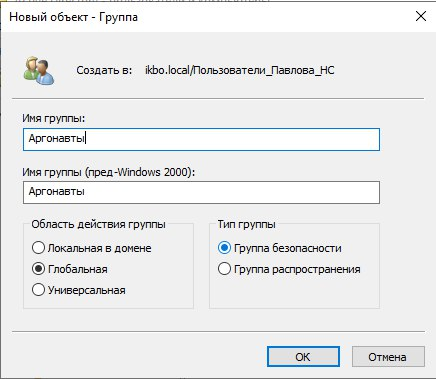 Новый объект - Группа
Создать в: ikbo.local/Пользователи_Павлова_НС
Имя группы:
Аргонавты
Имя группы (пред-Windows 2000):
Аргонавты
Область действия группы
Локальная в домене
Глобальная
Универсальная
Тип группы
Группа безопасности
Группа распространения
ОК
Отмена